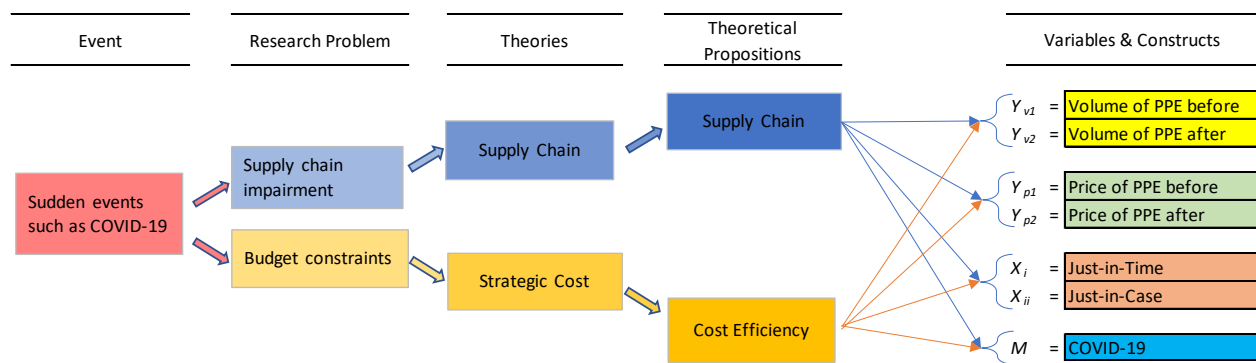 Event
Research Problem
Theories
Theoretical
Propositions
Variables & Constructs
Sudden events
such as COVID-19
Supply chain
impairment
Budget constraints
Supply Chain
Strategic Cost
Supply Chain
Cost Efficiency
Y v1 = Volume of PPE before
Y v2 = Volume of PPE after
Y p1 = Price of PPE before
Y p2 = Price of PPE after
X i = Just-in-Time
X ii = Just-in-Case
M = COVID-19